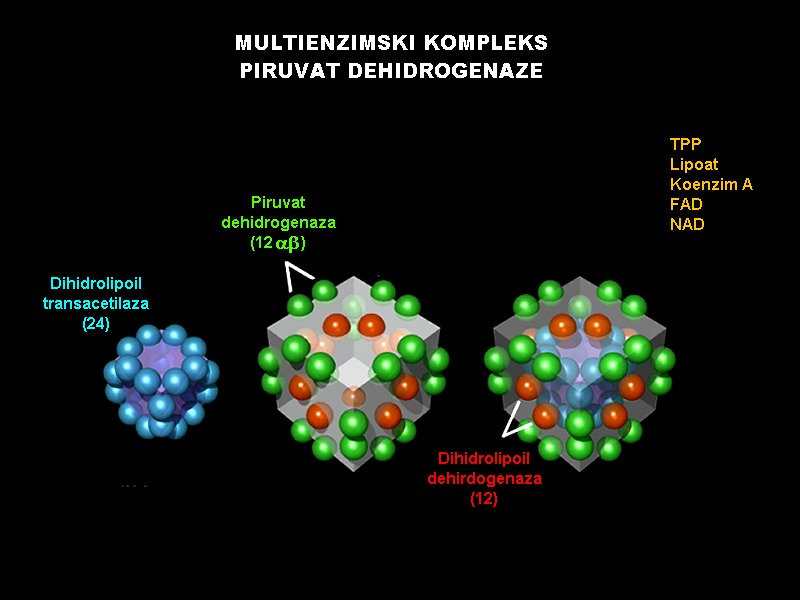 MULTIENZIMSKI KOMPLEKS
PIRUVAT DEHIDROGENAZE
TPP
Lipoat
Koenzim A
FAD
NAD
Piruvat
dehidrogenaza
(12 αβ)
Dihidrolipoil
transacetilaza
(24)
Dihidrolipoil
dehirdogenaza
(12)